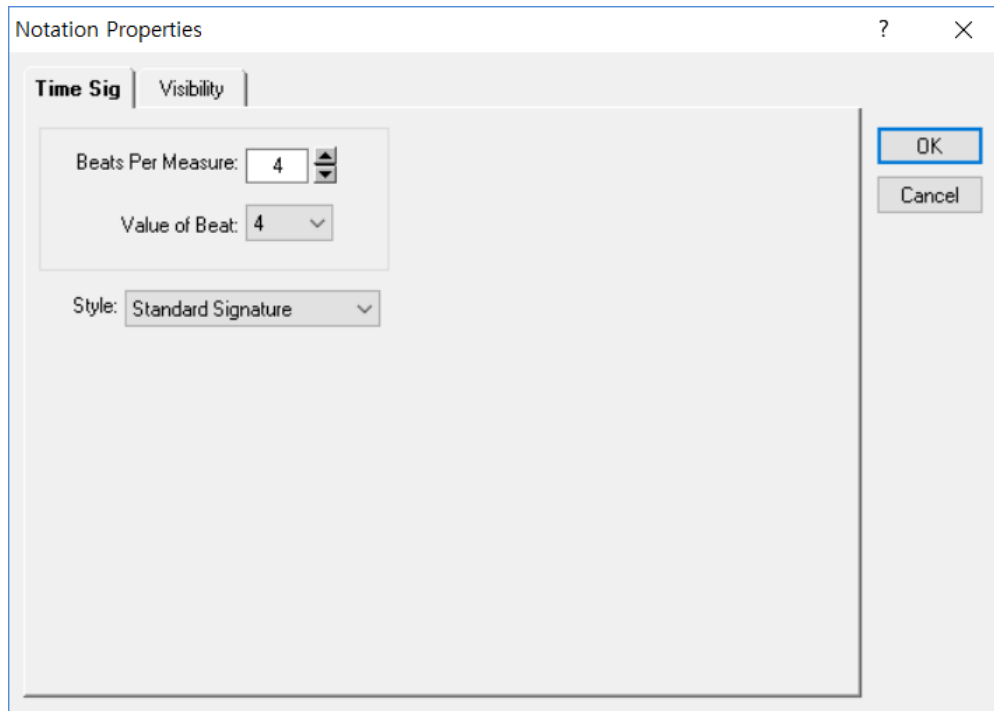 Notation Properties ?
Time Sig Visibility
Beats Per Measure: 4
OK
Value of Beat: 4
Cancel
Style: Standard Signature